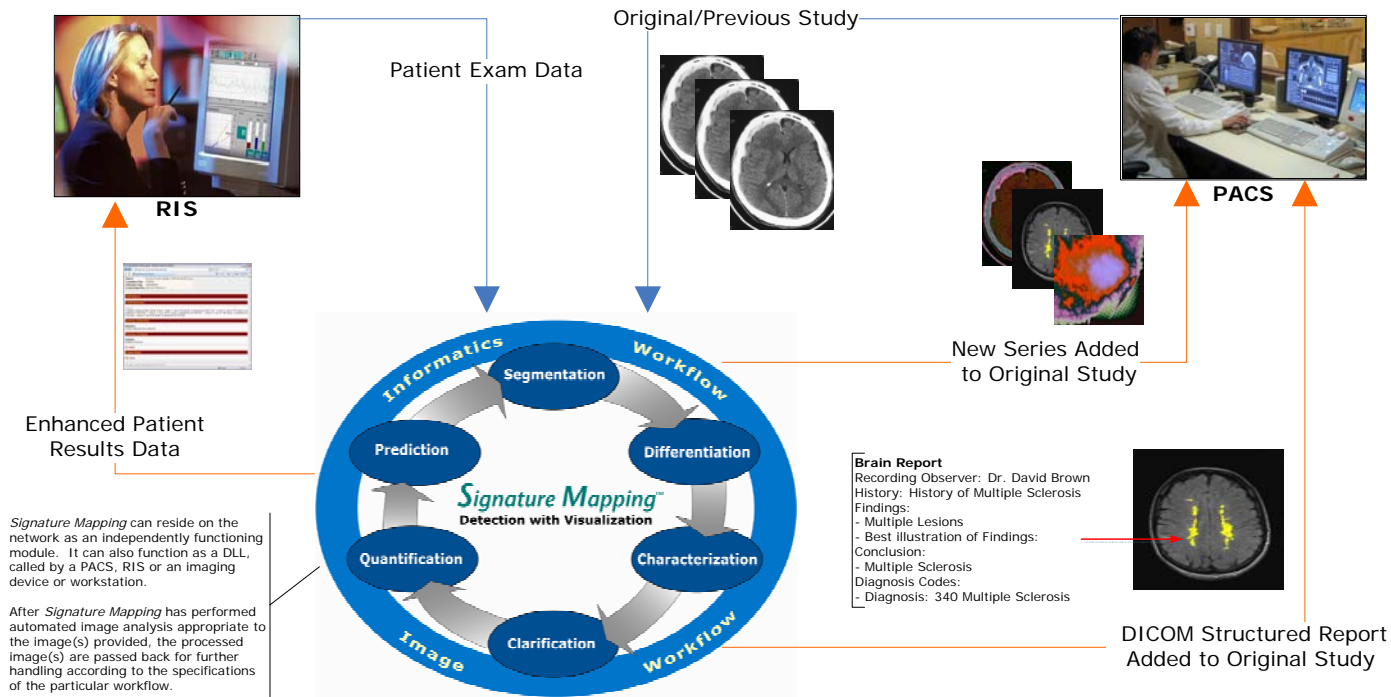 Original/Previous Study
Patient Exam Data
RIS
PACS
New Series Added
to Original Study
Enhanced Patient
Results Data
Informatics
Workflow
Segmentation
Prediction
Differentiation
Signature Mapping™
Detection with Visualization
Quantification
Characterization
Clarification
Image
Workflow
Signature Mapping can reside on the
network as an independently functioning
module. It can also function as a DLL,
called by a PACS, RIS or an imaging
device or workstation.
After Signature Mapping has performed
automated image analysis appropriate to
the image(s) provided, the processed
image(s) are passed back for further
handling according to the specifications
of the particular workflow.
Brain Report
Recording Observer: Dr. David Brown
History: History of Multiple Sclerosis
Findings:
- Multiple Lesions
- Best illustration of Findings:
Conclusion:
- Multiple Sclerosis
Diagnosis Codes:
- Diagnosis: 340 Multiple Sclerosis
DICOM Structured Report
Added to Original Study